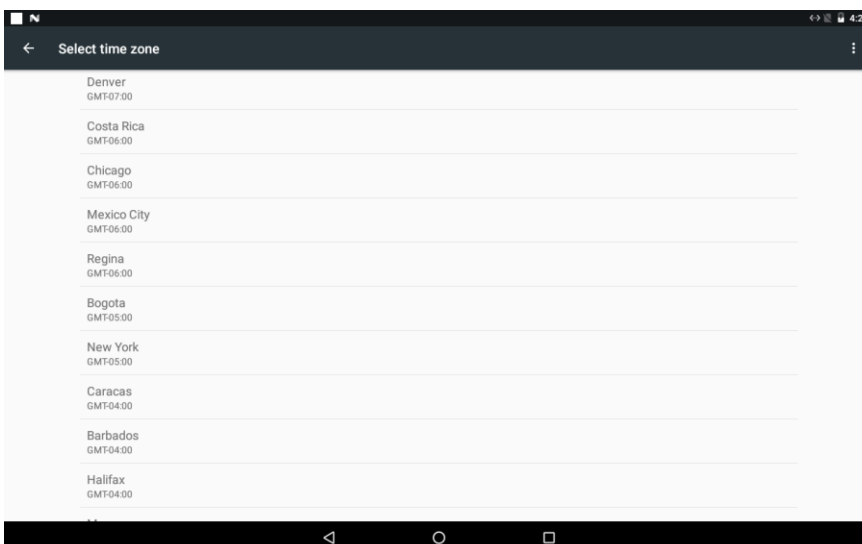 4:2
Select time zone
Denver
GMT-07:00
Costa Rica
GMT-06:00
Chicago
GMT-06:00
Mexico City
GMT-06:00
Regina
GMT-06:00
Bogota
GMT-05:00
New York
GMT-05:00
Caracas
GMT-04:00
Barbados
GMT-04:00
Halifax
GMT-04:00